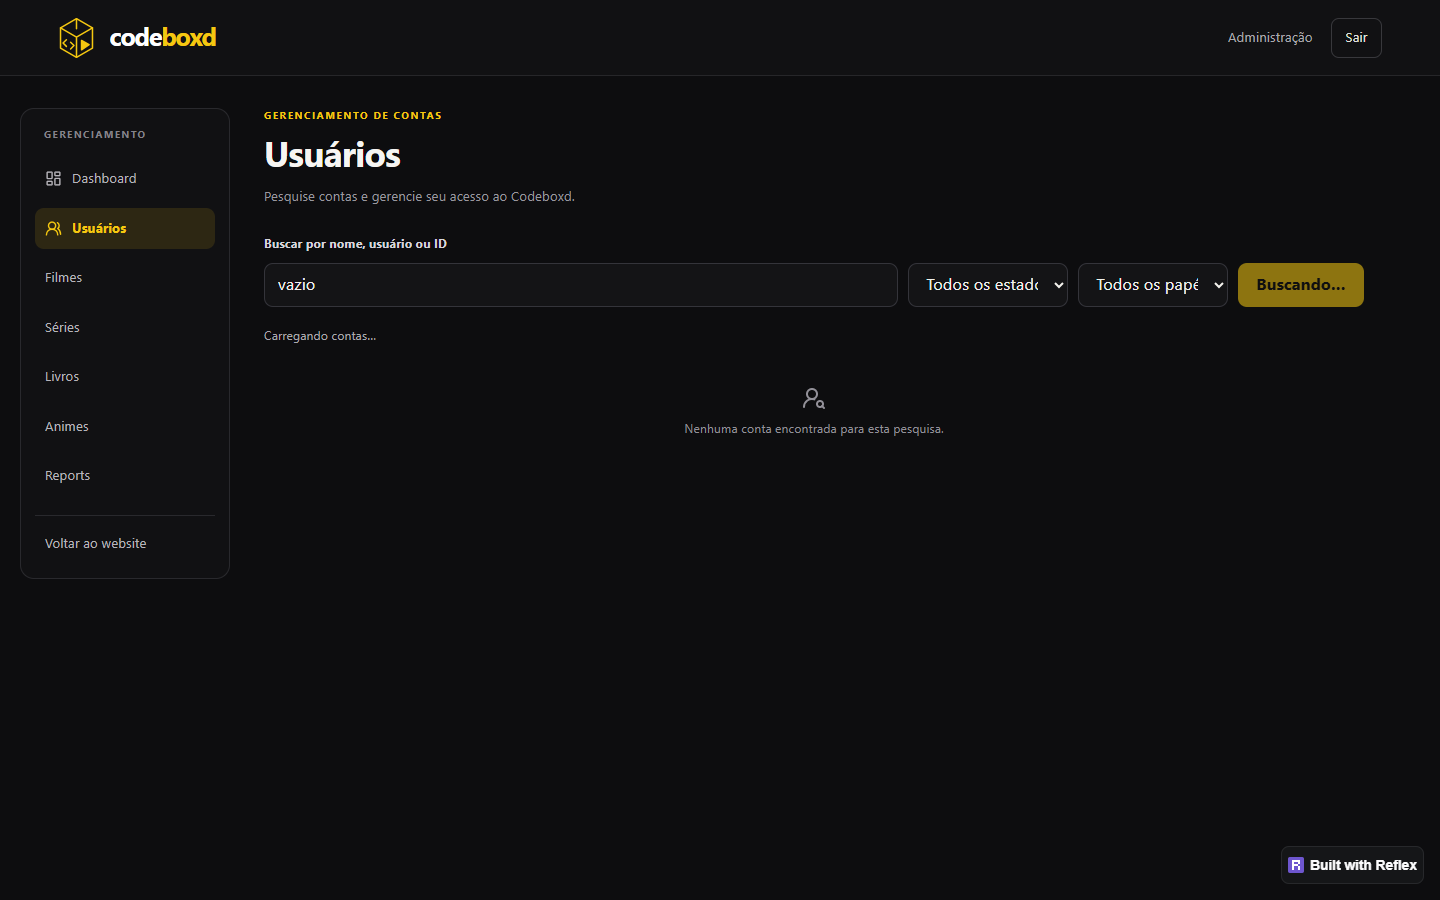 codeboxd
Administração
Sair
GERENCIAMENTO
Dashboard
Usuários
Filmes
Séries
Livros
Animes
Reports
Voltar ao website
GERENCIAMENTO DE CONTAS
Usuários
Pesquise contas e gerencie seu acesso ao Codeboxd.
Buscar por nome, usuário ou ID
vazio
Todos os estado
Todos os papé
Buscando...
Carregando contas...
Nenhuma conta encontrada para esta pesquisa.
Built with Reflex